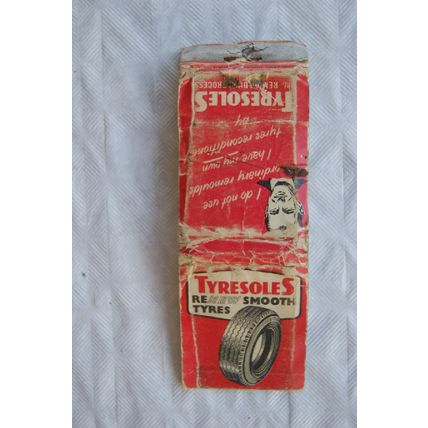 I do not use
ordinary remoulds
I have my own
tyres reconditioned
by
TYRESOLES
TYRESOLES
RENEW SMOOTH
TYRES